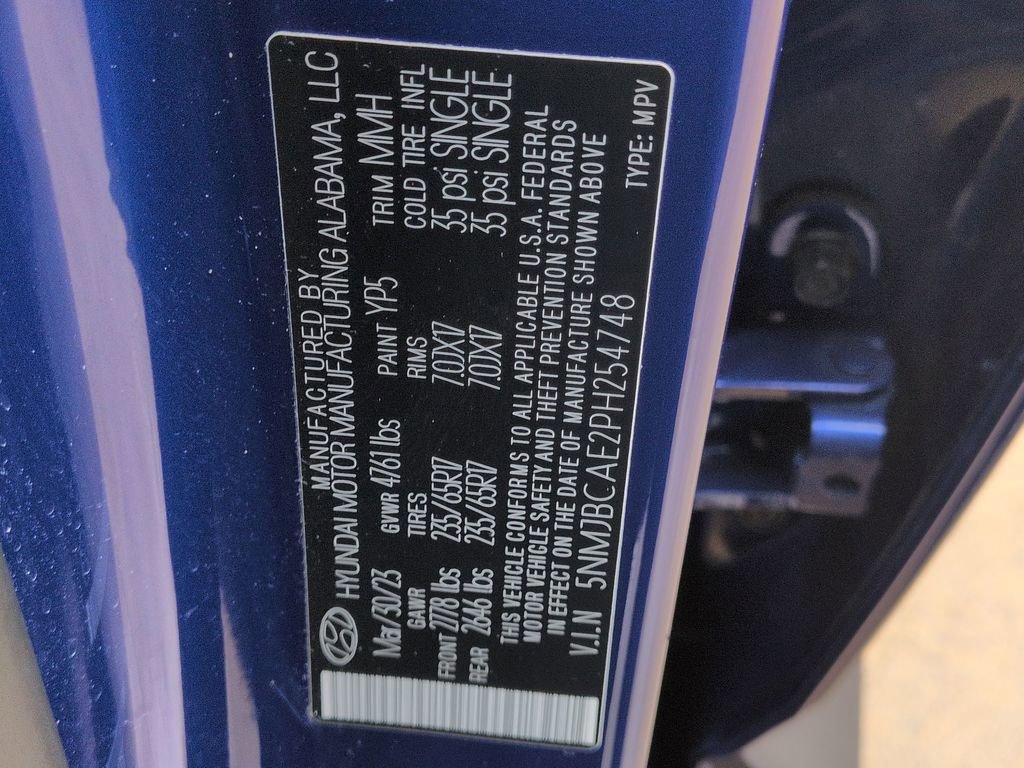 MANUFACTURED BY
HYUNDAI MOTOR MANUFACTURING ALABAMA, LLC
Mar/30/23 GVWR 4761 lbs PAINT YP5 TRIM MMH
GAWR TIRES RIMS COLD TIRE INFL
FRONT 2778 lbs 235/65R17 7.0JX17 35 psi SINGLE
REAR 2646 lbs 235/65R17 7.0JX17 35 psi SINGLE
THIS VEHICLE CONFORMS TO ALL APPLICABLE U.S.A. FEDERAL
MOTOR VEHICLE SAFETY AND THEFT PREVENTION STANDARDS
IN EFFECT ON THE DATE OF MANUFACTURE SHOWN ABOVE
V.I.N 5NMJBCAE2PH254748 TYPE: MPV